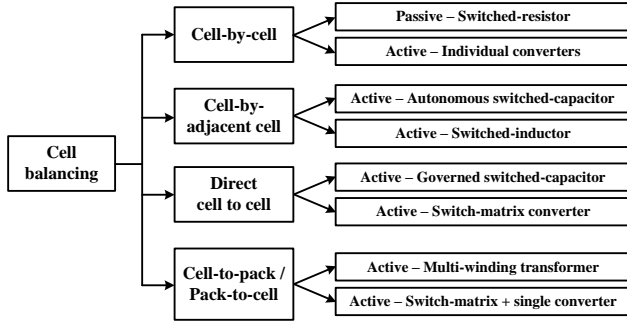 Cell
balancing
Cell-by-cell
Passive – Switched-resistor
Active – Individual converters
Cell-by-
adjacent cell
Active – Autonomous switched-capacitor
Active – Switched-inductor
Direct
cell to cell
Active – Governed switched-capacitor
Active – Switch-matrix converter
Cell-to-pack /
Pack-to-cell
Active – Multi-winding transformer
Active – Switch-matrix + single converter